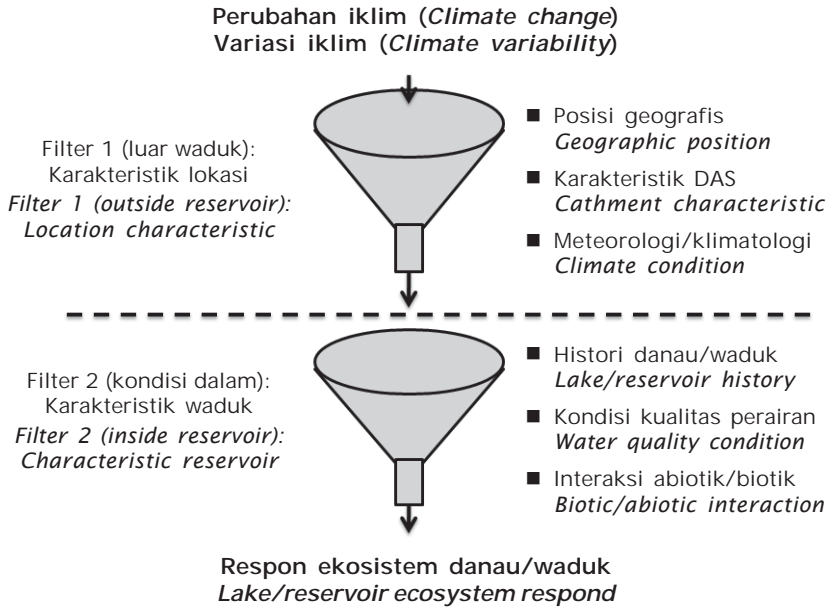 Perubahan iklim (Climate change)
Variasi iklim (Climate variability)
Filter 1 (luar waduk):
Karakteristik lokasi
Filter 1 (outside reservoir):
Location characteristic
■ Posisi geografis
Geographic position
■ Karakteristik DAS
Cathment characteristic
■ Meteorologi/klimatologi
Climate condition
Filter 2 (kondisi dalam):
Karakteristik waduk
Filter 2 (inside reservoir):
Characteristic reservoir
■ Histori danau/waduk
Lake/reservoir history
■ Kondisi kualitas perairan
Water quality condition
■ Interaksi abiotik/biotik
Biotic/abiotic interaction
Respon ekosistem danau/waduk
Lake/reservoir ecosystem respond